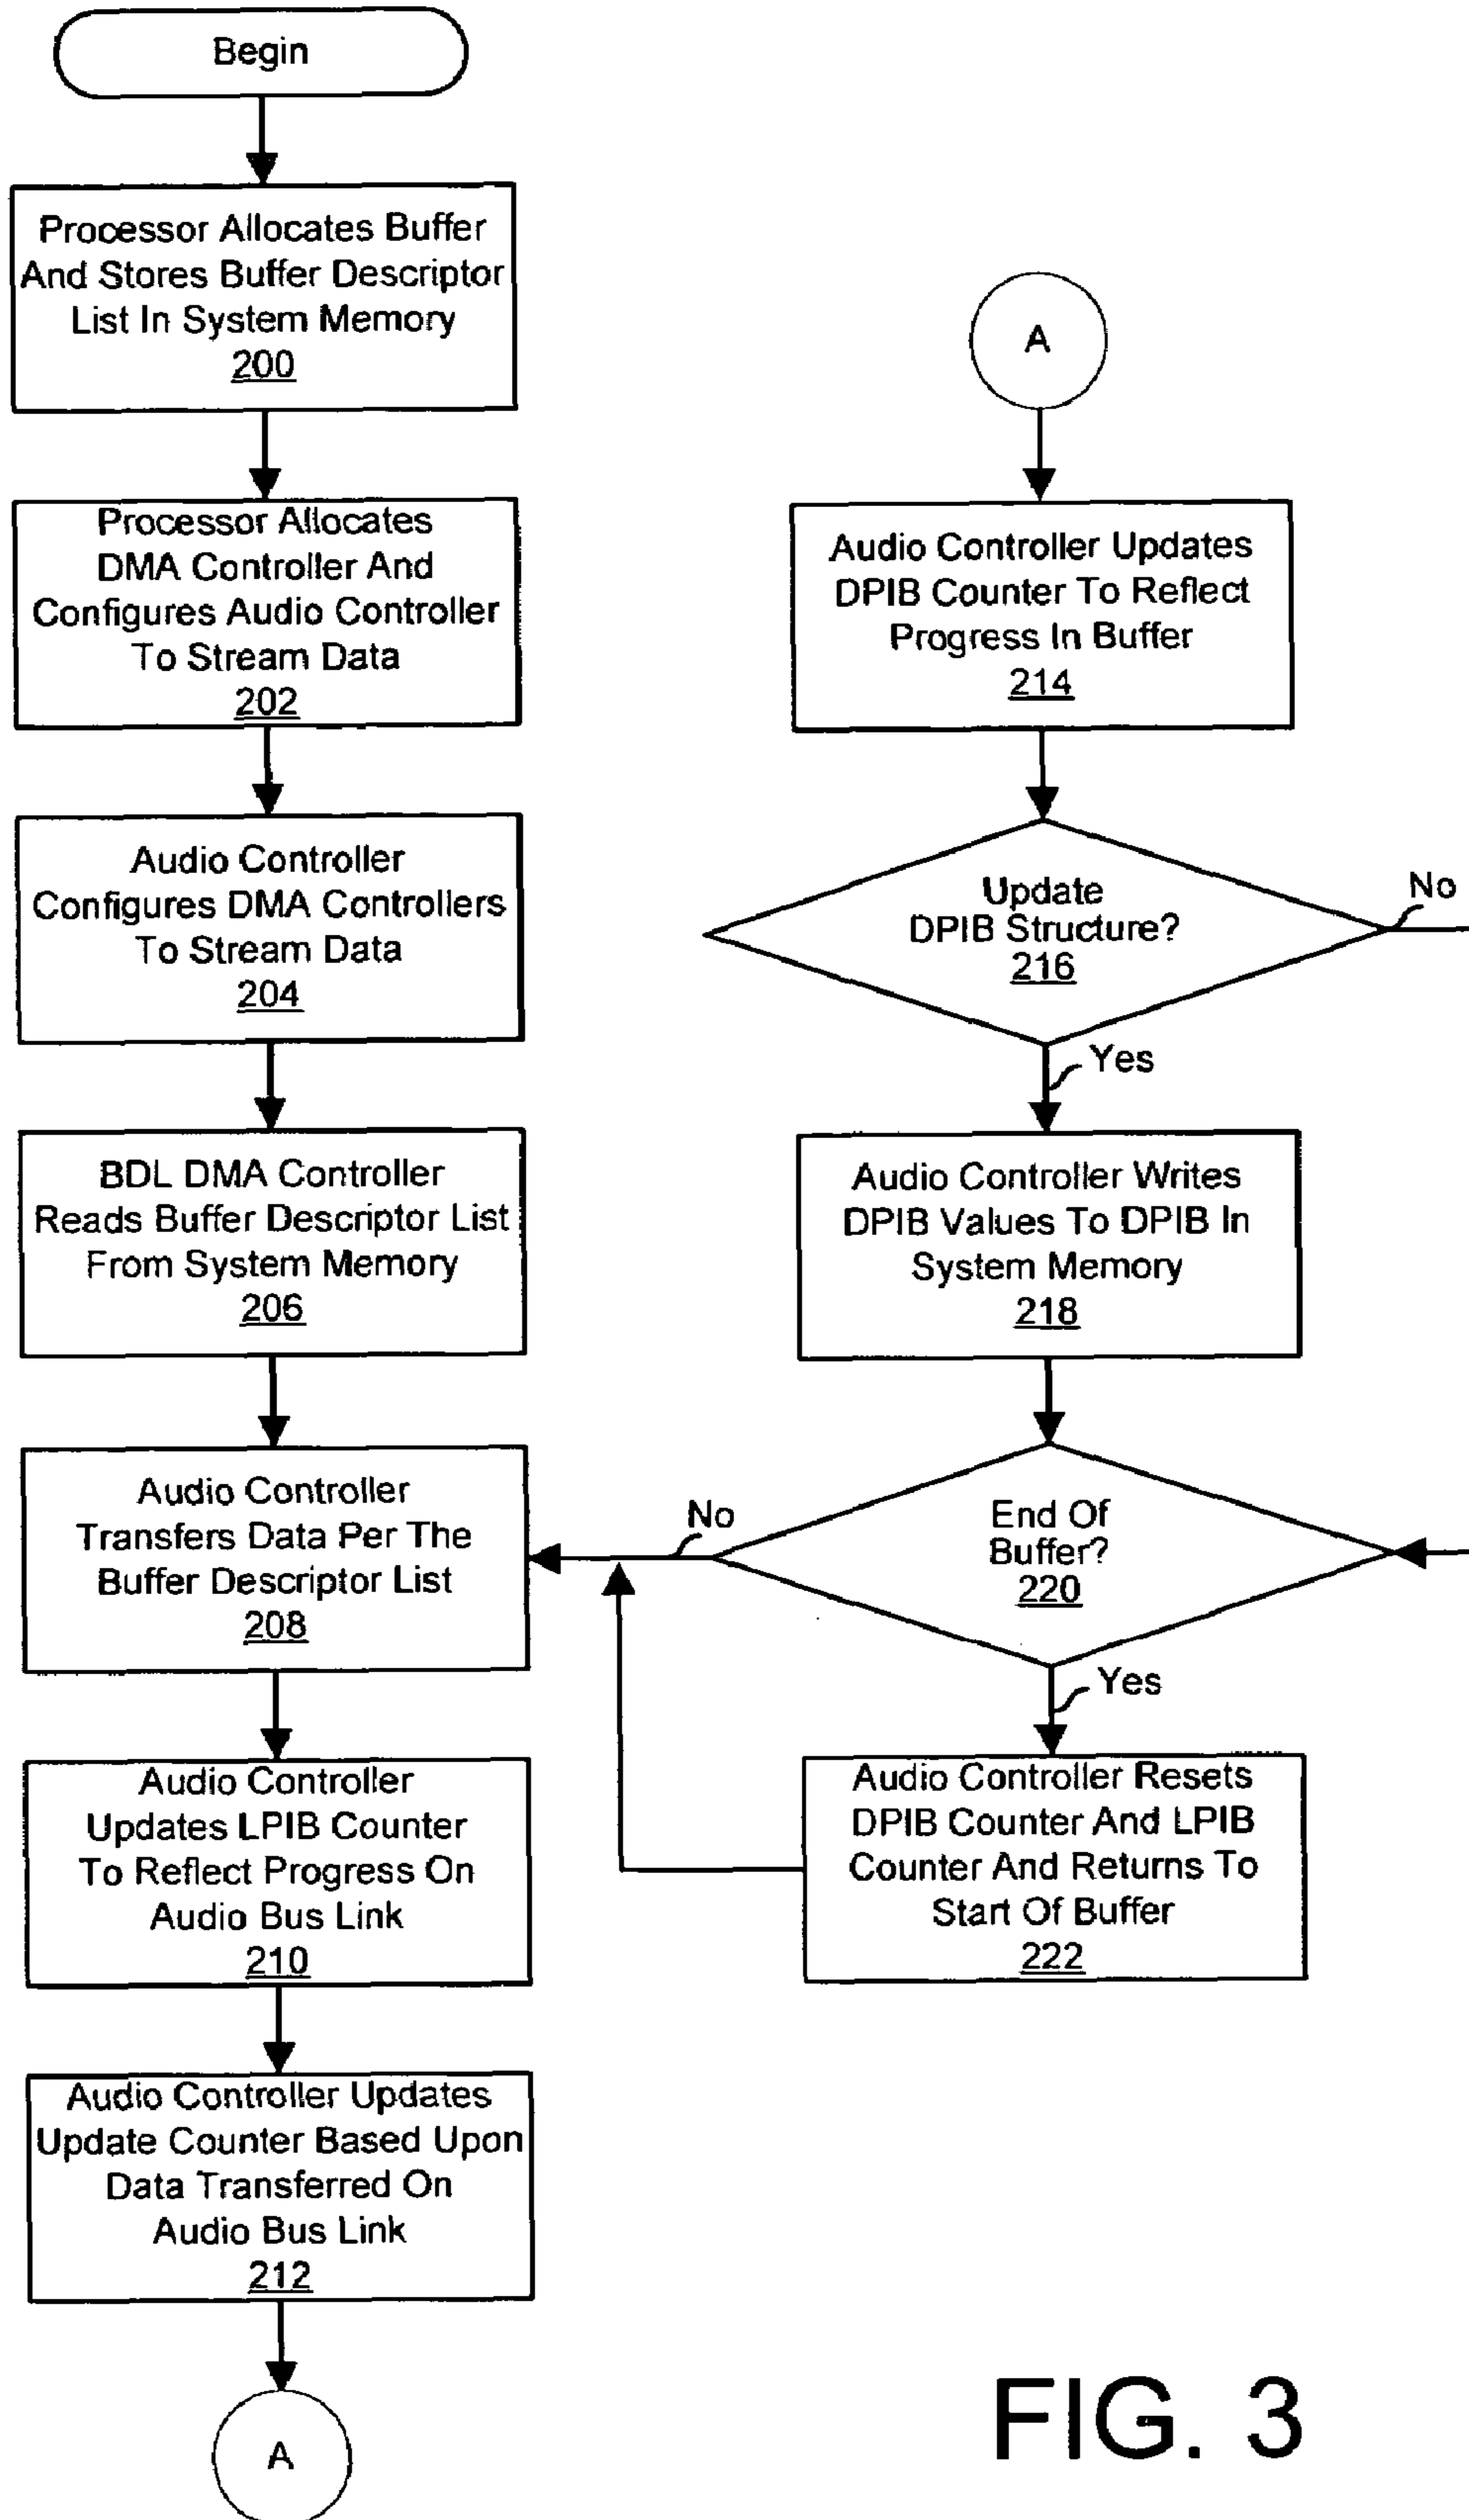 Begin
Processor Allocates Buffer
And Stores Buffer Descriptor
List In System Memory
200
Processor Allocates
DMA Controller And
Configures Audio Controller
To Stream Data
202
Audio Controller
Configures DMA Controllers
To Stream Data
204
BDL DMA Controller
Reads Buffer Descriptor List
From System Memory
206
Audio Controller
Transfers Data Per The
Buffer Descriptor List
208
Audio Controller
Updates LPIB Counter
To Reflect Progress On
Audio Bus Link
210
Audio Controller Updates
Update Counter Based Upon
Data Transferred On
Audio Bus Link
212
A
A
Audio Controller Updates
DPIB Counter To Reflect
Progress In Buffer
214
Update
DPIB Structure?
216
No
Yes
Audio Controller Writes
DPIB Values To DPIB In
System Memory
218
End Of
Buffer?
220
No
Yes
Audio Controller Resets
DPIB Counter And LPIB
Counter And Returns To
Start Of Buffer
222
FIG. 3